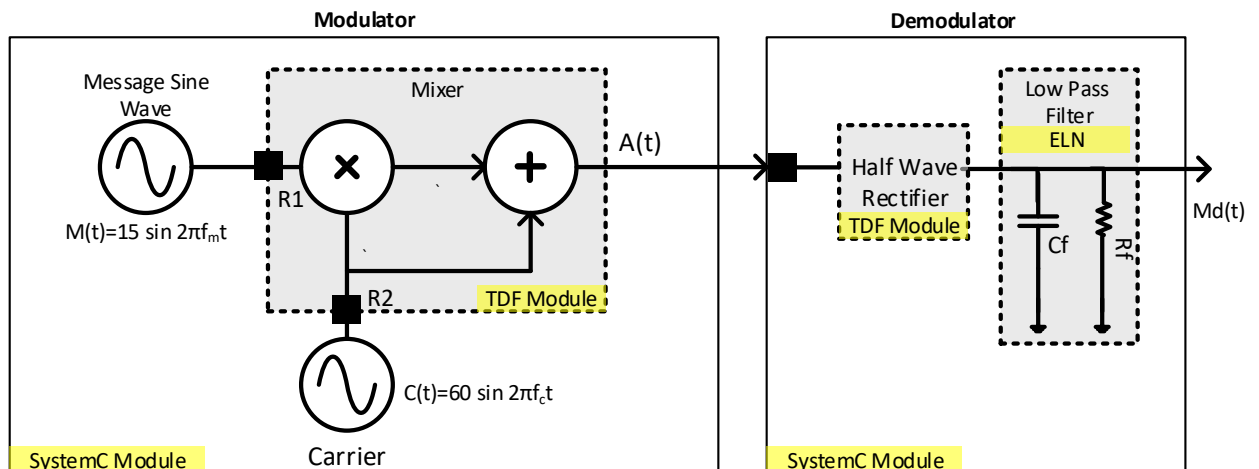 Modulator
Demodulator
Message Sine
Wave
Mixer
×
+
R1
R2
TDF Module
M(t)=15 sin 2πfₘt
C(t)=60 sin 2πf꜀t
Carrier
SystemC Module
A(t)
Half Wave
Rectifier
TDF Module
Low Pass
Filter
ELN
Cf
Rf
Md(t)
SystemC Module